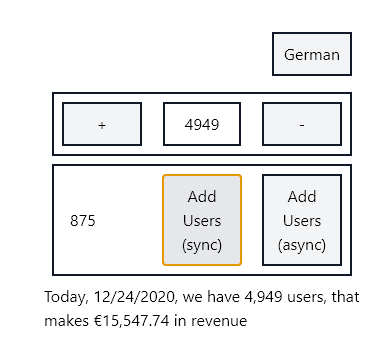 German
+ 4949 -
875
Add
Users
(sync)
Add
Users
(async)
Today, 12/24/2020, we have 4,949 users, that
makes €15,547.74 in revenue